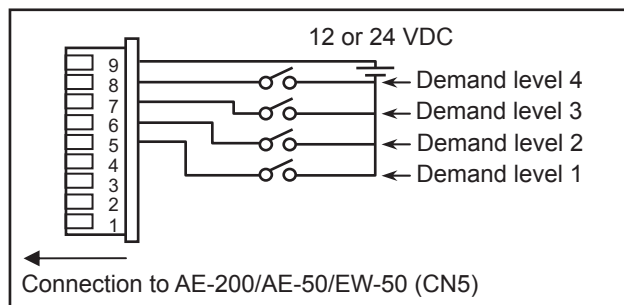 12 or 24 VDC
9
8
7
6
5
4
3
2
1
Demand level 4
Demand level 3
Demand level 2
Demand level 1
Connection to AE-200/AE-50/EW-50 (CN5)